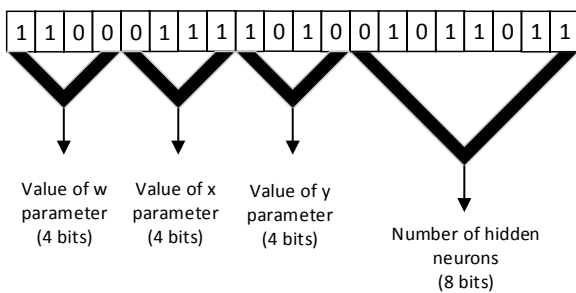 1 1 0 0 0 1 1 1 1 0 1 0 0 1 0 1 1 0 1 1
Value of w
parameter
(4 bits)
Value of x
parameter
(4 bits)
Value of y
parameter
(4 bits)
Number of hidden
neurons
(8 bits)